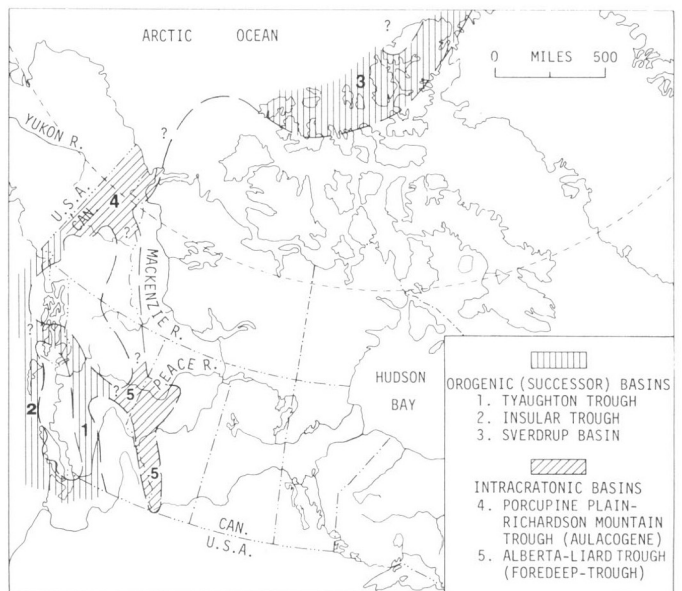 ARCTIC OCEAN
?
0 MILES 500
3
?
YUKON R.
U.S.A.
CAN.
4
?
MACKENZIE R.
?
?
PEACE R.
?
5
2
1
5
HUDSON
BAY
CAN.
U.S.A.
OROGENIC (SUCCESSOR) BASINS
1. TYAUGHTON TROUGH
2. INSULAR TROUGH
3. SVERDRUP BASIN
INTRACRATONIC BASINS
4. PORCUPINE PLAIN-
RICHARDSON MOUNTAIN
TROUGH (AULACOGENE)
5. ALBERTA-LIARD TROUGH
(FOREDEEP-TROUGH)